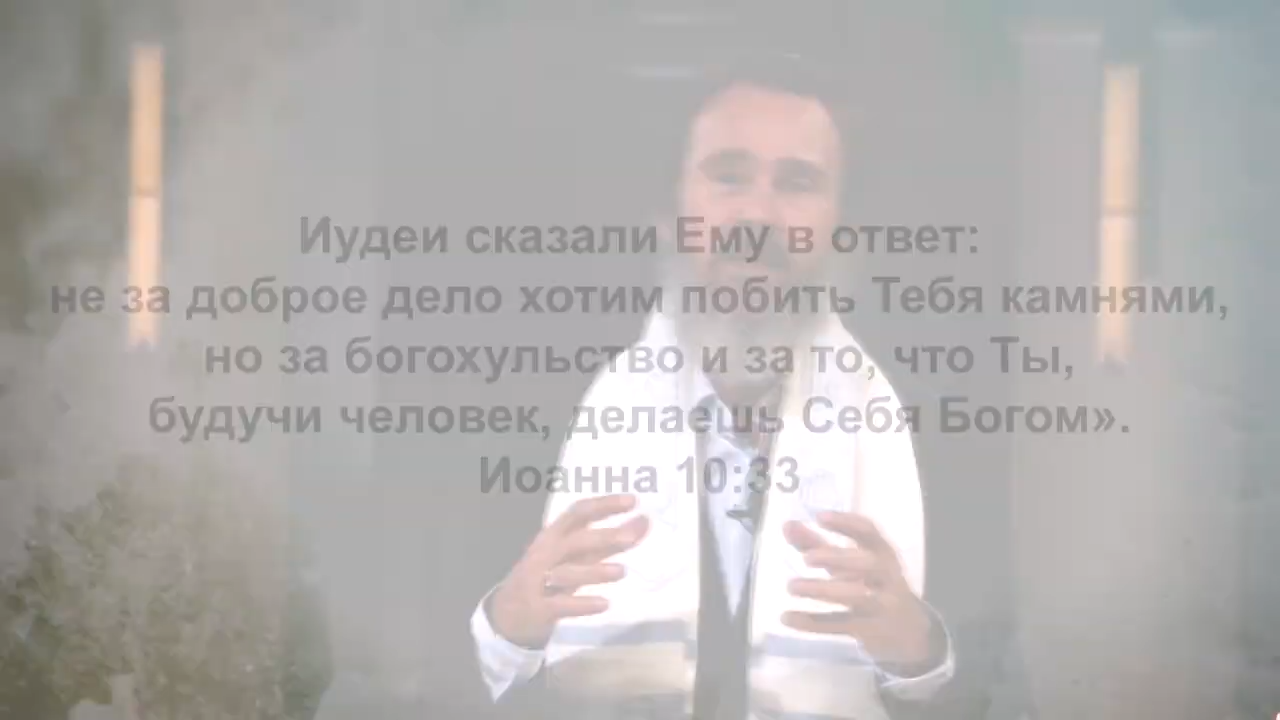 Иудеи сказали Ему в ответ:
не за доброе дело хотим побить Тебя камнями,
но за богохульство и за то, что Ты,
будучи человек, делаешь Себя Богом».
Иоанна 10:33